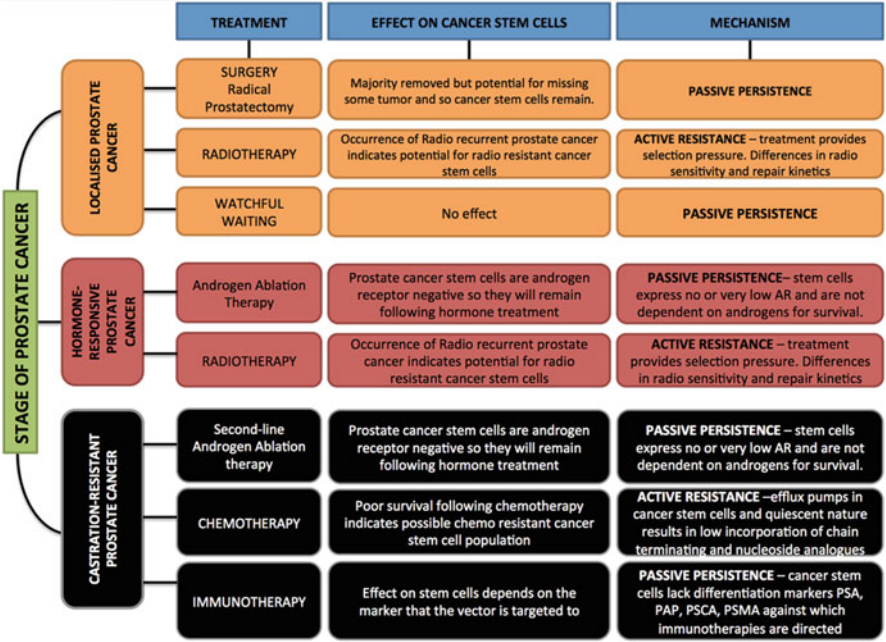 TREATMENT
EFFECT ON CANCER STEM CELLS
MECHANISM
STAGE OF PROSTATE CANCER
LOCALISED PROSTATE
CANCER
SURGERY
Radical
Prostatectomy
Majority removed but potential for missing
some tumor and so cancer stem cells remain.
PASSIVE PERSISTENCE
RADIOTHERAPY
Occurrence of Radio recurrent prostate cancer
indicates potential for radio resistant cancer
stem cells
ACTIVE RESISTANCE – treatment provides
selection pressure. Differences in radio
sensitivity and repair kinetics
WATCHFUL
WAITING
No effect
PASSIVE PERSISTENCE
HORMONE-
RESPONSIVE
PROSTATE
CANCER
Androgen Ablation
Therapy
Prostate cancer stem cells are androgen
receptor negative so they will remain
following hormone treatment
PASSIVE PERSISTENCE– stem cells
express no or very low AR and are not
dependent on androgens for survival.
RADIOTHERAPY
Occurrence of Radio recurrent prostate
cancer indicates potential for radio
resistant cancer stem cells
ACTIVE RESISTANCE – treatment
provides selection pressure. Differences
in radio sensitivity and repair kinetics
CASTRATION-RESISTANT
PROSTATE CANCER
Second-line
Androgen Ablation
therapy
Prostate cancer stem cells are androgen
receptor negative so they will remain
following hormone treatment
PASSIVE PERSISTENCE – stem cells
express no or very low AR and are not
dependent on androgens for survival.
CHEMOTHERAPY
Poor survival following chemotherapy
indicates possible chemo resistant cancer
stem cell population
ACTIVE RESISTANCE –efflux pumps in
cancer stem cells and quiescent nature
results in low incorporation of chain
terminating and nucleoside analogues
IMMUNOTHERAPY
Effect on stem cells depends on the
marker that the vector is targeted to
PASSIVE PERSISTENCE – cancer stem
cells lack differentiation markers PSA,
PAP, PSCA, PSMA against which
immunotherapies are directed